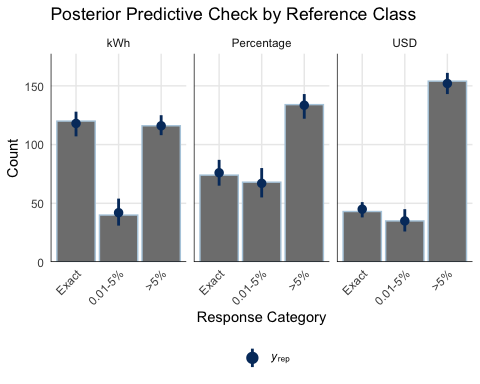 Posterior Predictive Check by Reference Class
kWh Percentage USD
Count
150
100
50
0
Exact 0.01-5% >5% Exact 0.01-5% >5% Exact 0.01-5% >5%
Response Category
yrep